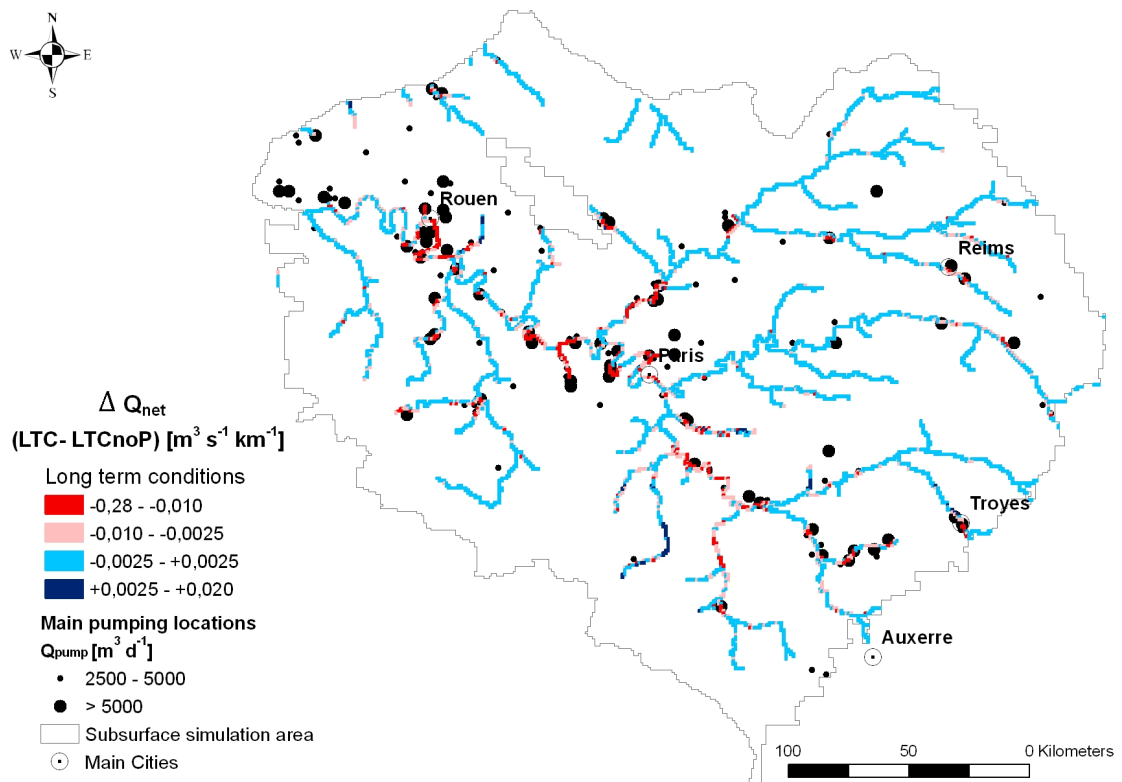 N
W E
S
Rouen
Reims
Paris
Troyes
Auxerre
Δ Qnet
(LTC- LTCnoP) [m³ s⁻¹ km⁻¹]
Long term conditions
-0,28 - -0,010
-0,010 - -0,0025
-0,0025 - +0,0025
+0,0025 - +0,020
Main pumping locations
Qpump [m³ d⁻¹]
2500 - 5000
> 5000
Subsurface simulation area
Main Cities
100 50 0 Kilometers